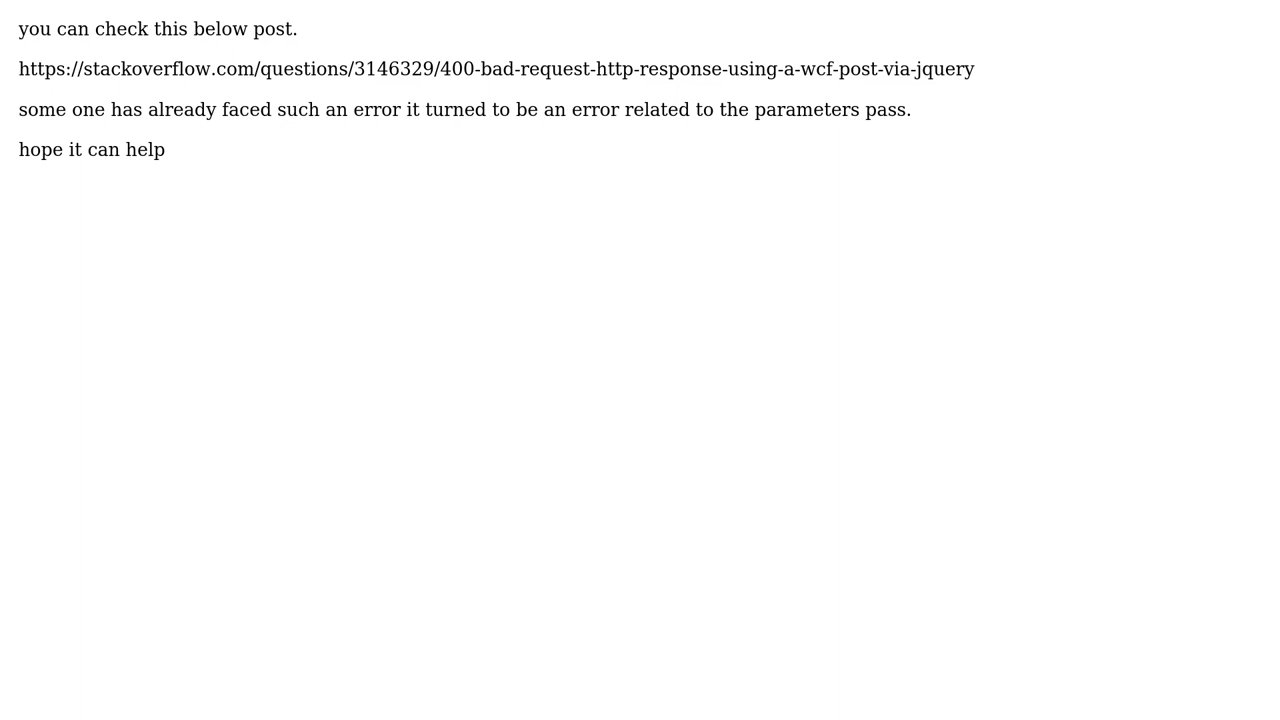 you can check this below post.
https://stackoverflow.com/questions/3146329/400-bad-request-http-response-using-a-wcf-post-via-jquery
some one has already faced such an error it turned to be an error related to the parameters pass.
hope it can help